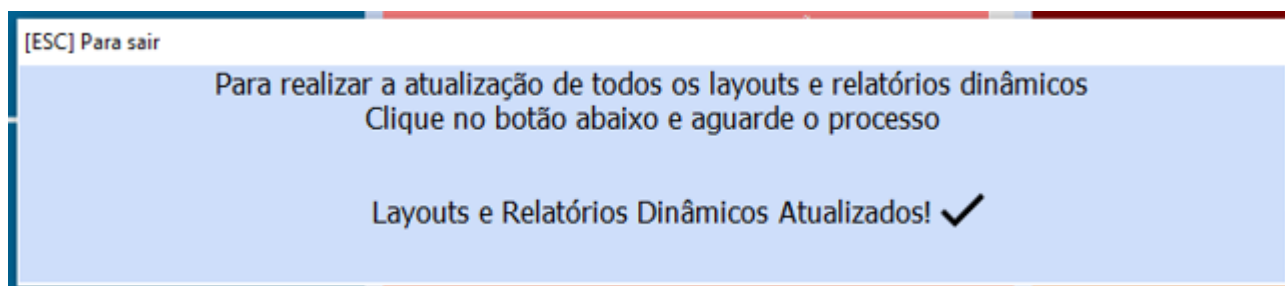 [ESC] Para sair
Para realizar a atualização de todos os layouts e relatórios dinâmicos
Clique no botão abaixo e aguarde o processo
Layouts e Relatórios Dinâmicos Atualizados!